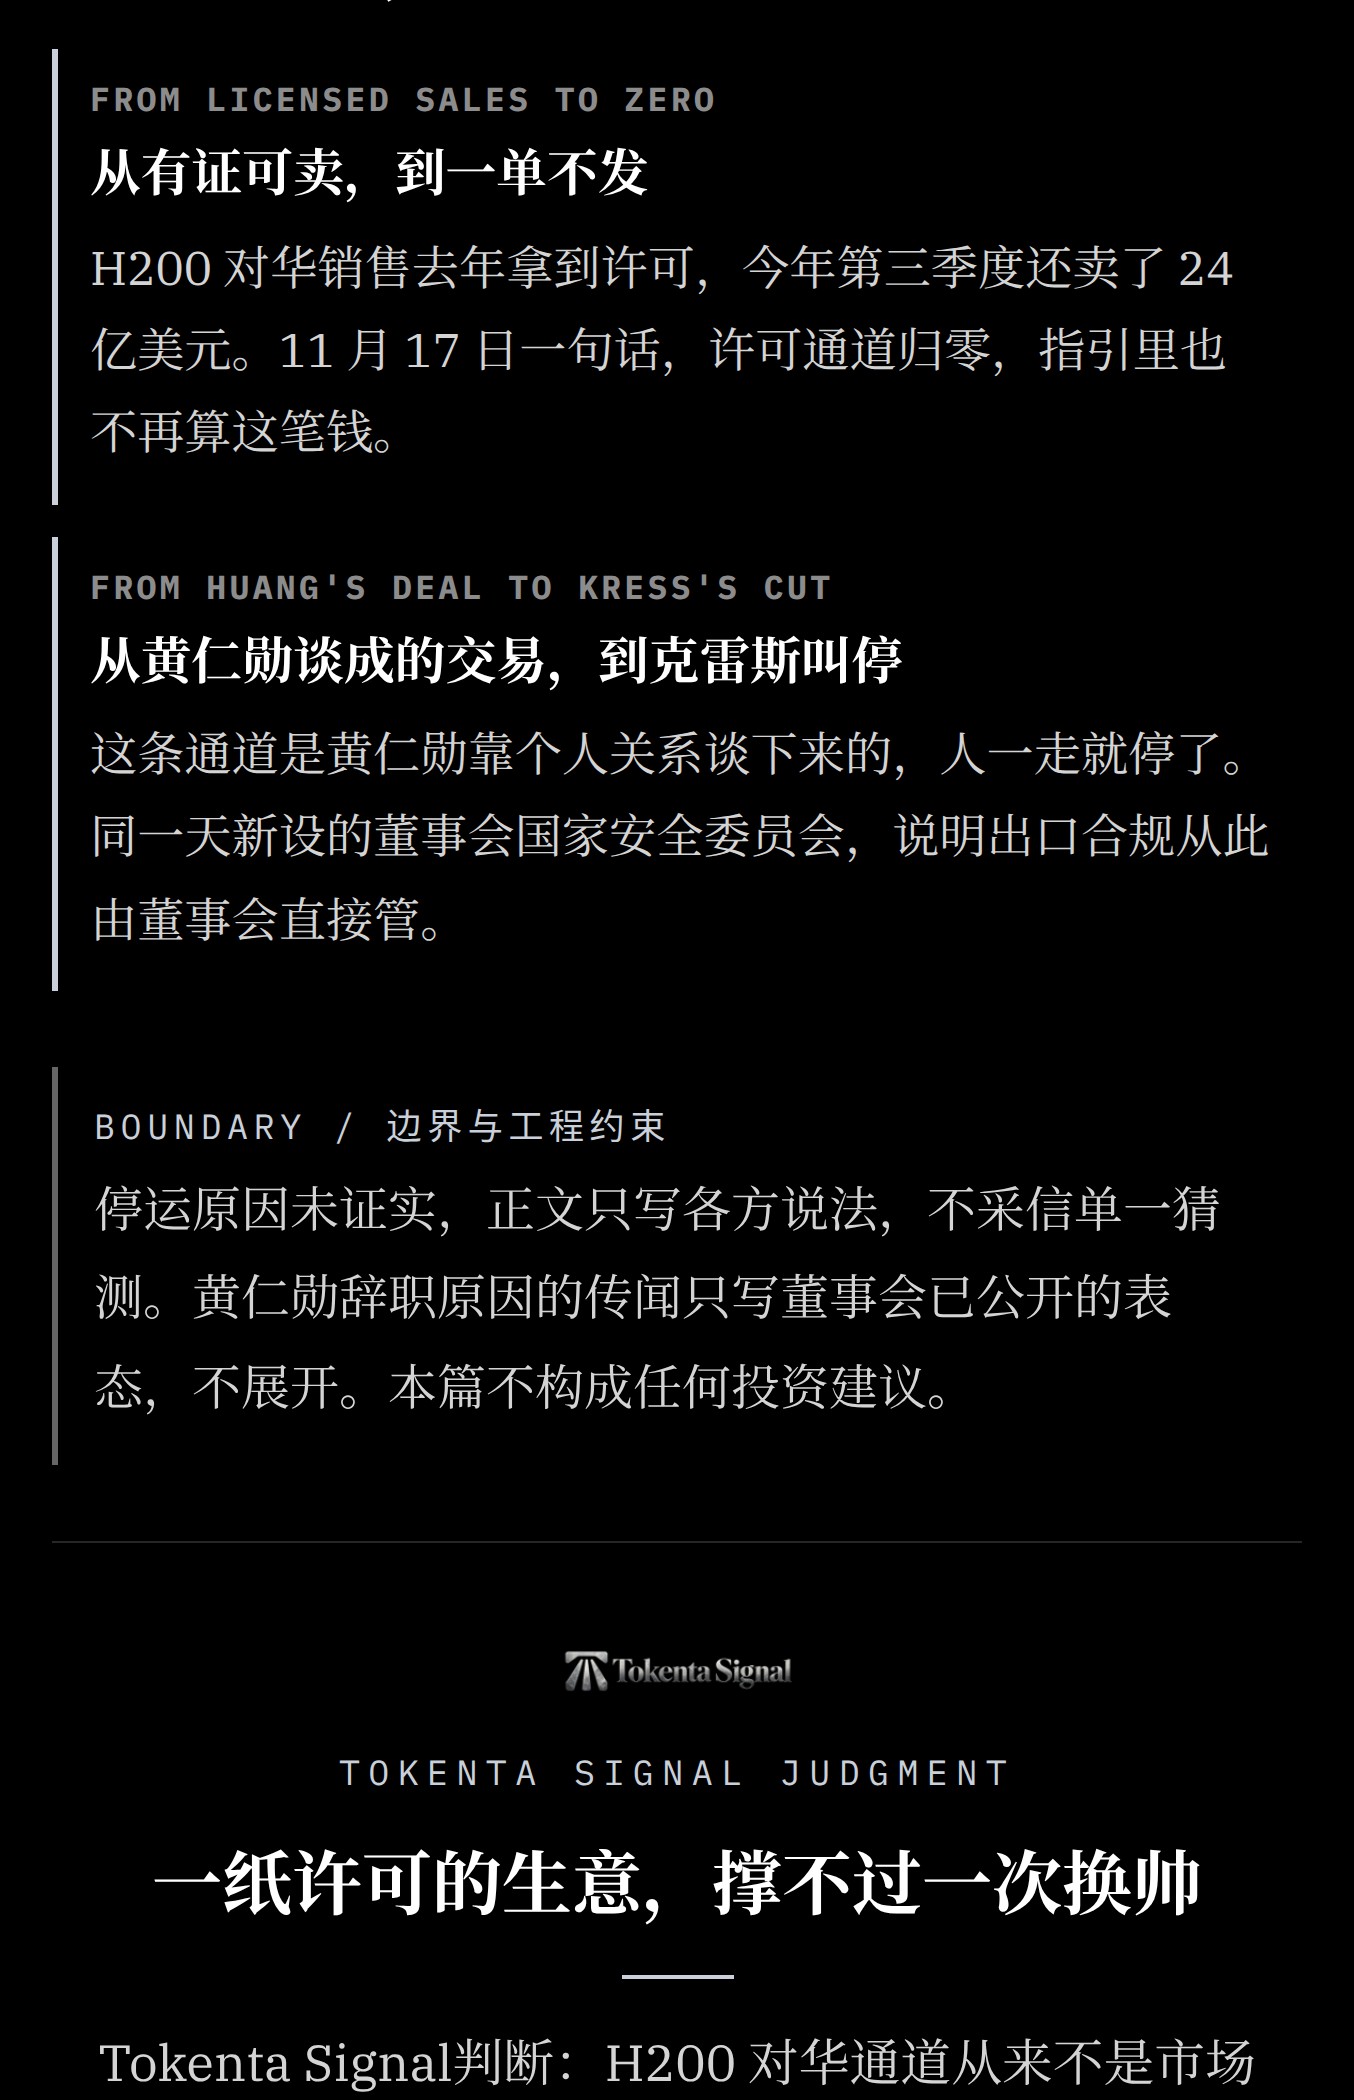 FROM LICENSED SALES TO ZERO
从有证可卖，到一单不发
H200 对华销售去年拿到许可，今年第三季度还卖了 24
亿美元。11 月 17 日一句话，许可通道归零，指引里也
不再算这笔钱。
FROM HUANG'S DEAL TO KRESS'S CUT
从黄仁勋谈成的交易，到克雷斯叫停
这条通道是黄仁勋靠个人关系谈下来的，人一走就停了。
同一天新设的董事会国家安全委员会，说明出口合规从此
由董事会直接管。
BOUNDARY / 边界与工程约束
停运原因未证实，正文只写各方说法，不采信单一猜
测。黄仁勋辞职原因的传闻只写董事会已公开的表
态，不展开。本篇不构成任何投资建议。
Tokenta Signal
TOKENTA SIGNAL JUDGMENT
一纸许可的生意，撑不过一次换帅
Tokenta Signal判断：H200 对华通道从来不是市场